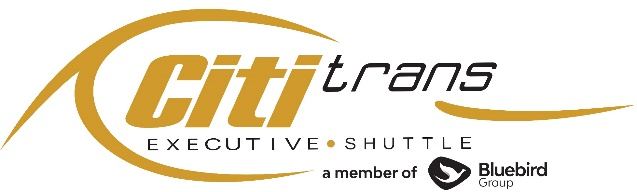 Citi trans
EXECUTIVE • SHUTTLE
a member of Bluebird
Group